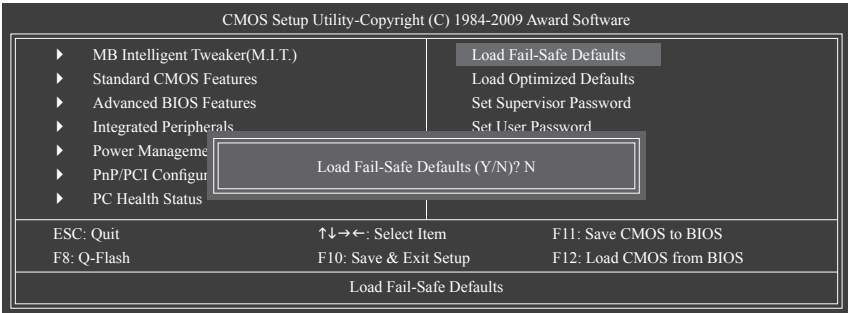 CMOS Setup Utility-Copyright (C) 1984-2009 Award Software
MB Intelligent Tweaker(M.I.T.)
Standard CMOS Features
Advanced BIOS Features
Integrated Peripherals
Power Manageme
PnP/PCI Configur
PC Health Status
Load Fail-Safe Defaults
Load Optimized Defaults
Set Supervisor Password
Set User Password
Load Fail-Safe Defaults (Y/N)? N
ESC: Quit
↑↓→←: Select Item
F11: Save CMOS to BIOS
F8: Q-Flash
F10: Save & Exit Setup
F12: Load CMOS from BIOS
Load Fail-Safe Defaults